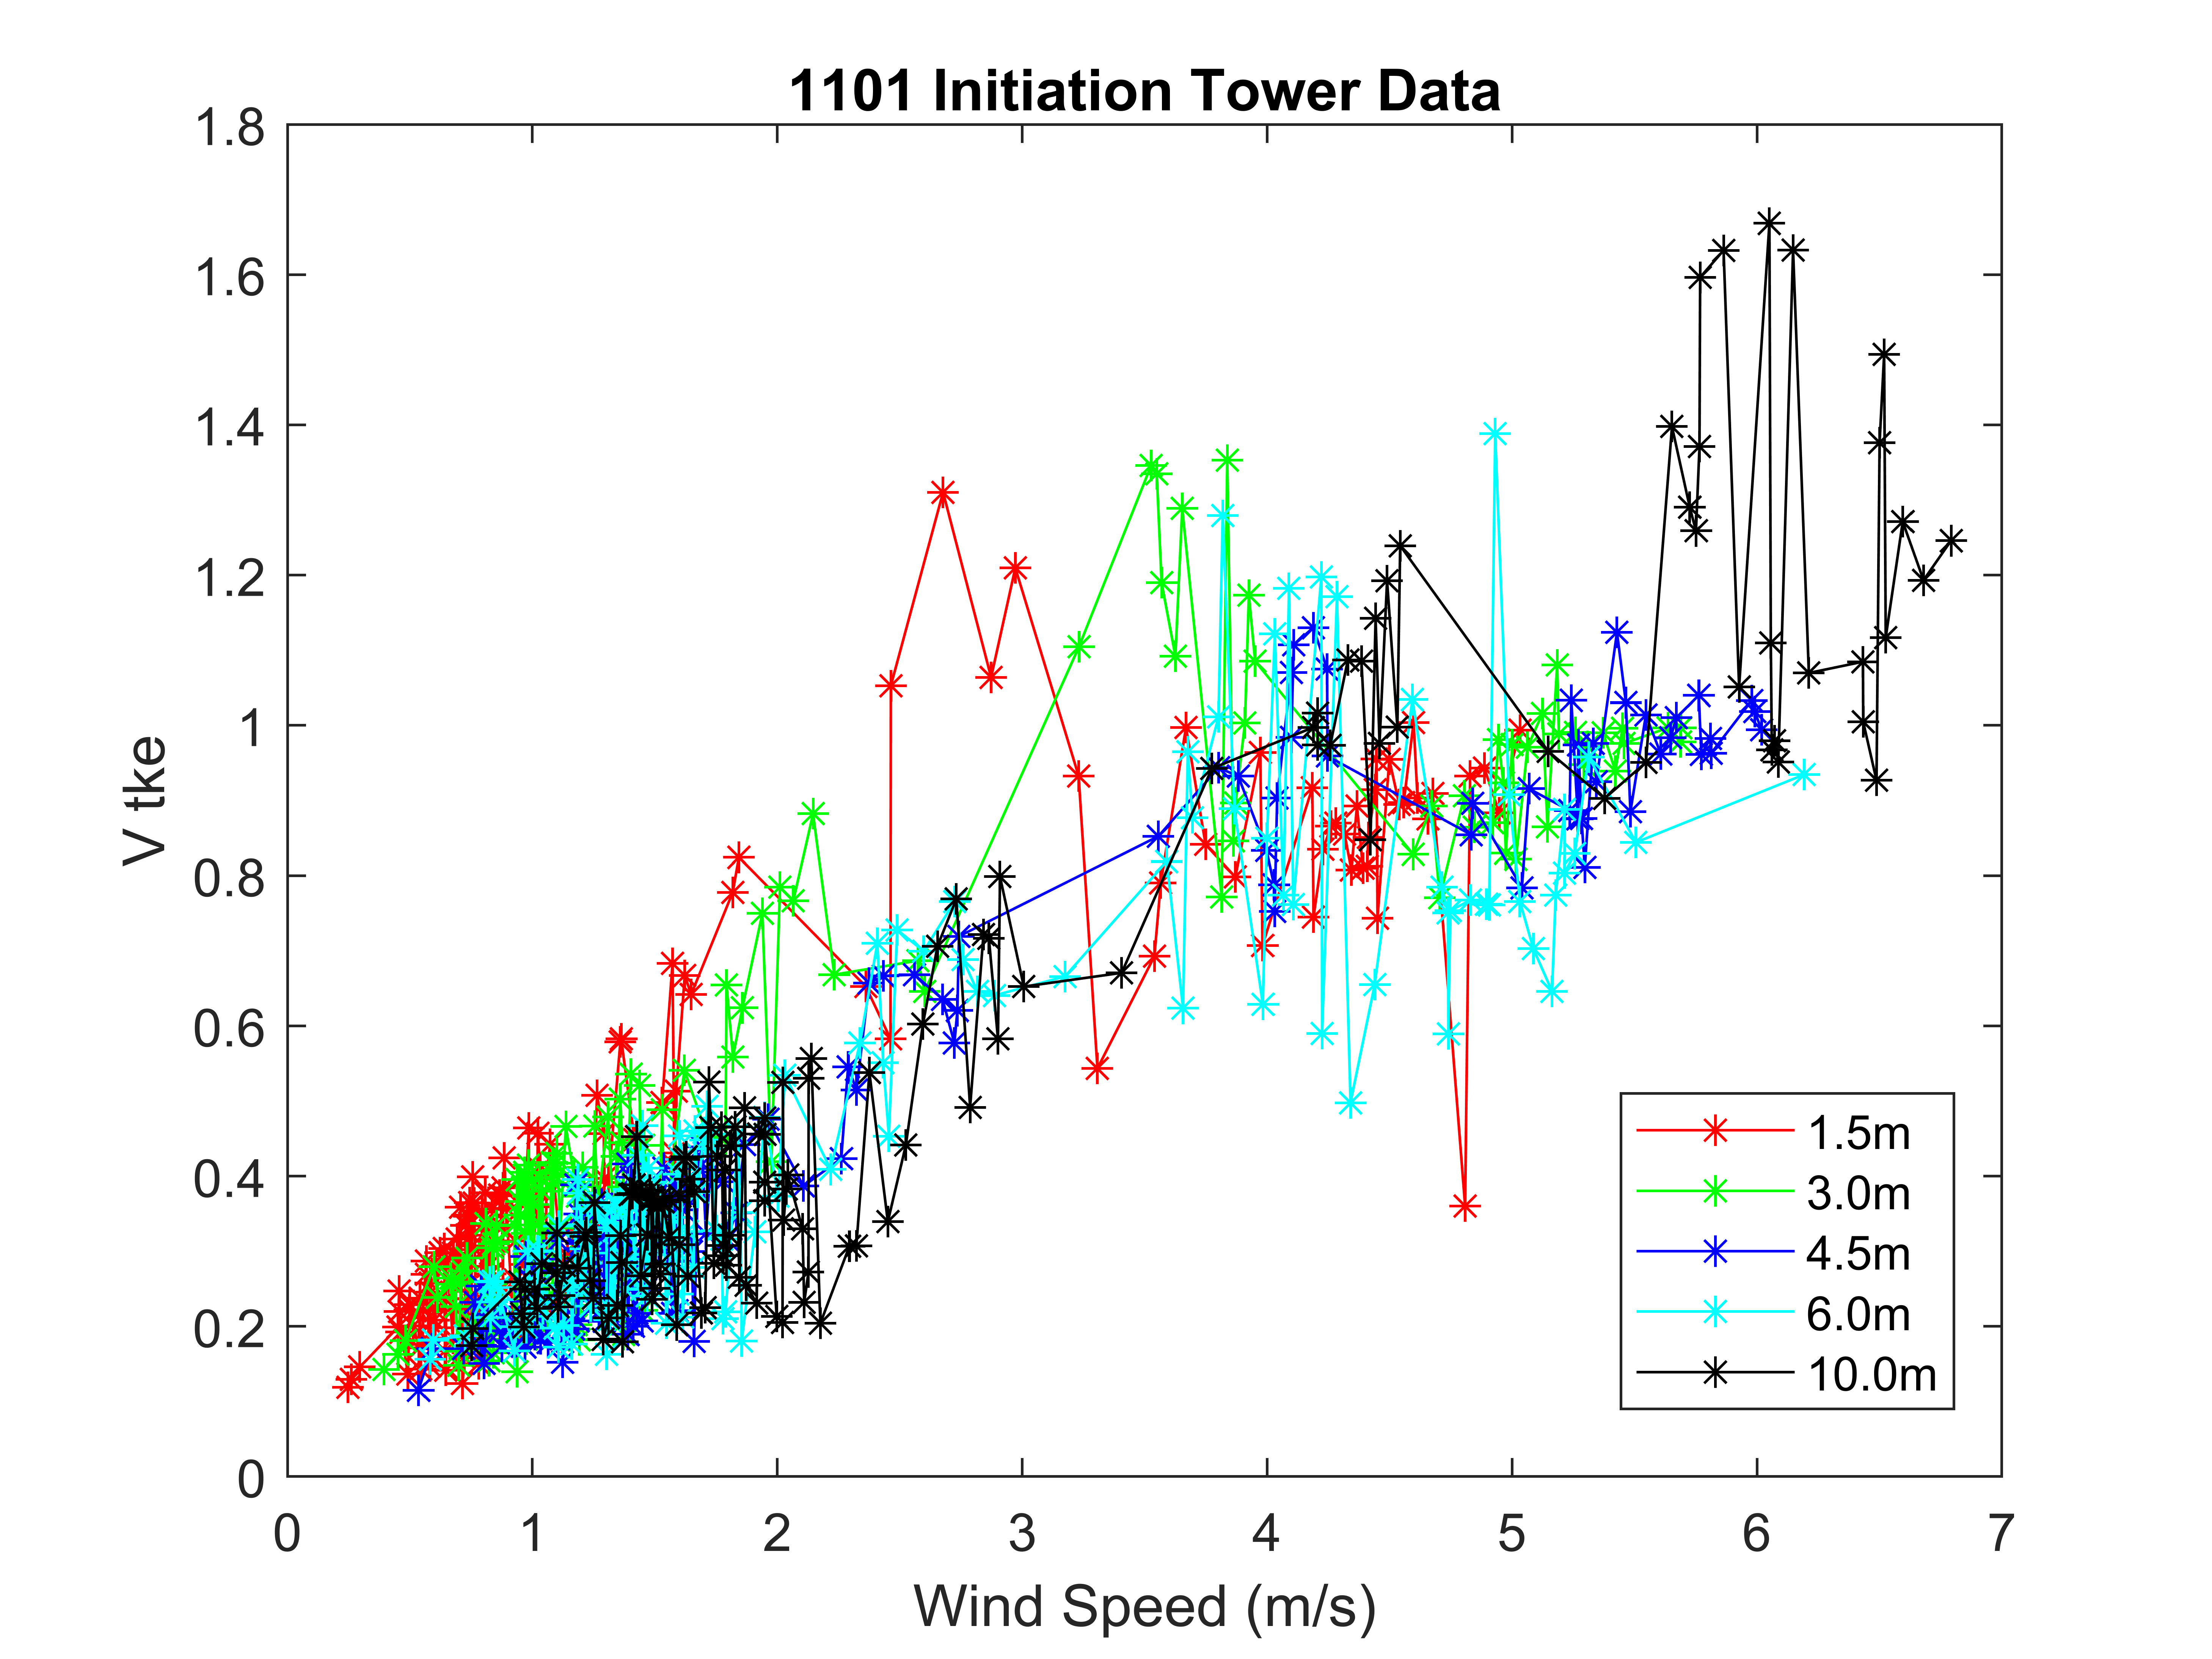 1101 Initiation Tower Data
1.8
1.6
1.4
1.2
1
0.8
0.6
0.4
0.2
0
V tke
0 1 2 3 4 5 6 7
Wind Speed (m/s)
1.5m
3.0m
4.5m
6.0m
10.0m